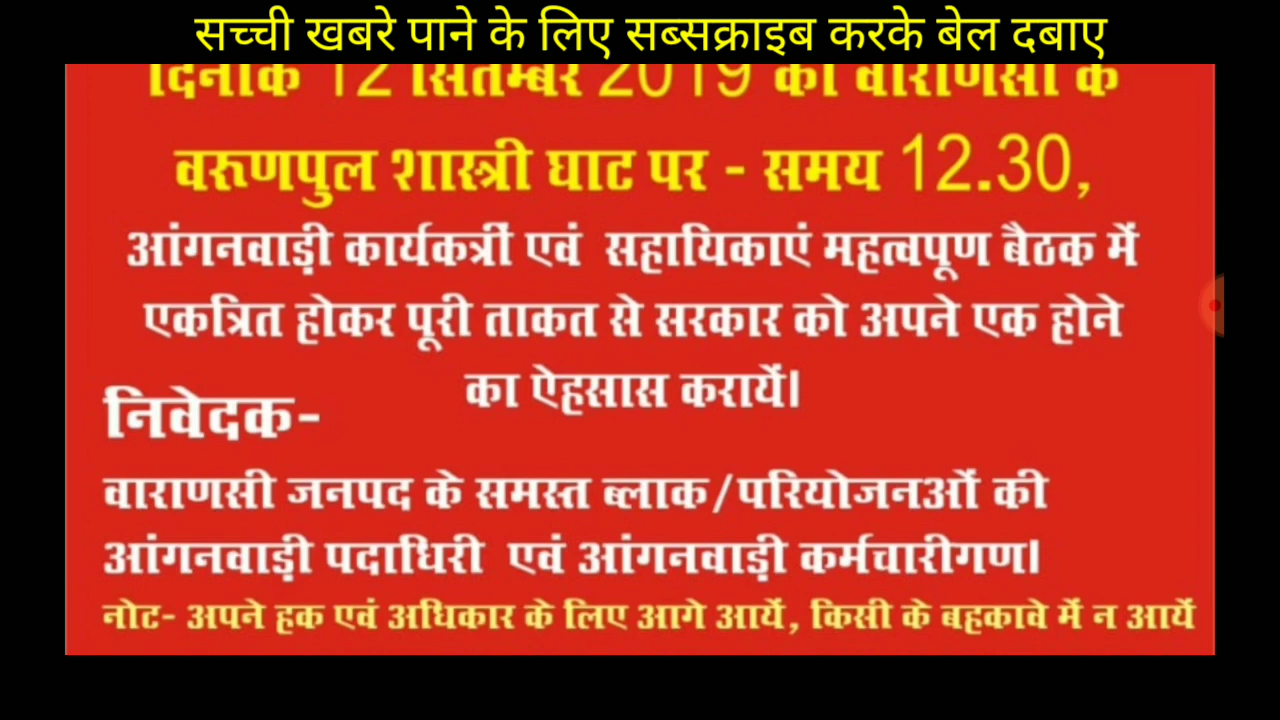 सच्ची खबरे पाने के लिए सब्सक्राइब करके बेल दबाए
दिनांक 12 सितम्बर 2019 को वाराणसी के
वरूणपुल शास्त्री घाट पर - समय 12.30,
आंगनवाड़ी कार्यकर्त्री एवं सहायिकाएं महत्वपूण बैठक में
एकत्रित होकर पूरी ताकत से सरकार को अपने एक होने
का ऐहसास करायें।
निवेदक-
वाराणसी जनपद के समस्त ब्लाक/परियोजनओं की
आंगनवाड़ी पदाधिरी एवं आंगनवाड़ी कर्मचारीगण।
नोट- अपने हक एवं अधिकार के लिए आगे आयें, किसी के बहकावे में न आयें